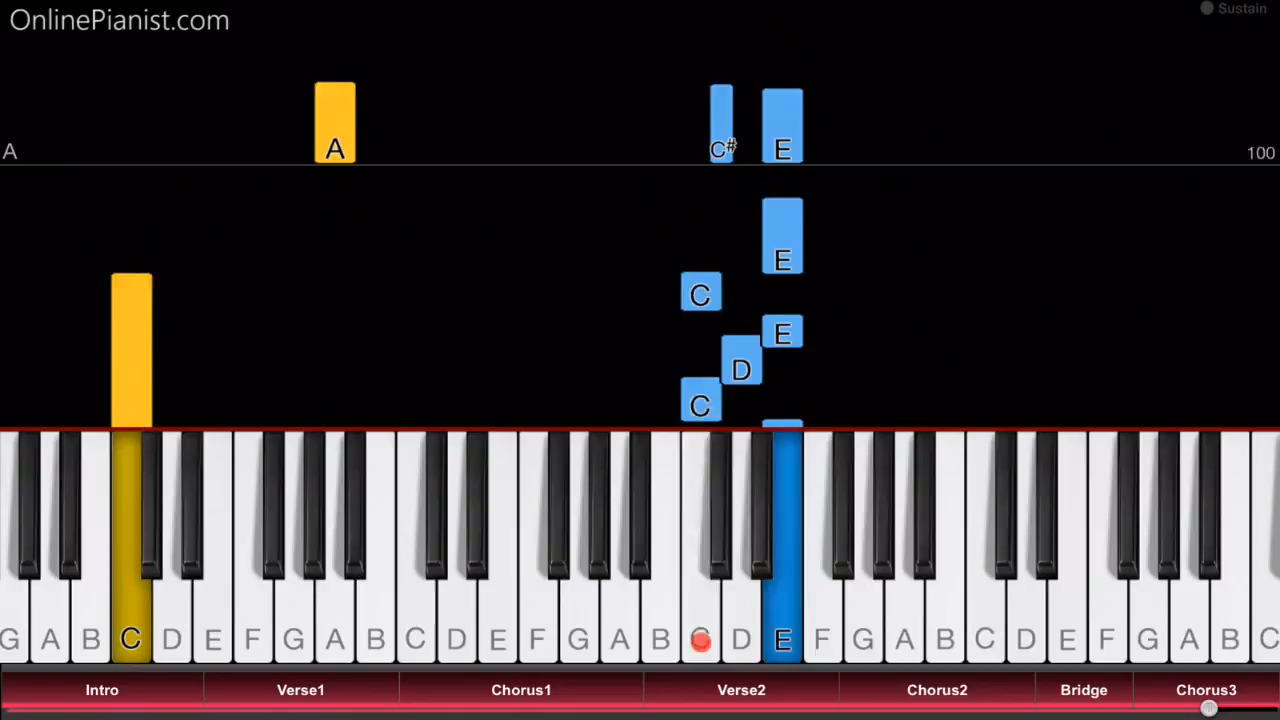 OnlinePianist.com
Sustain
A C# E
A 100
E
C
E
D
C
G A B C D E F G A B C D E F G A B D E F G A B C D E F G A B C
Intro Verse1 Chorus1 Verse2 Chorus2 Bridge Chorus3